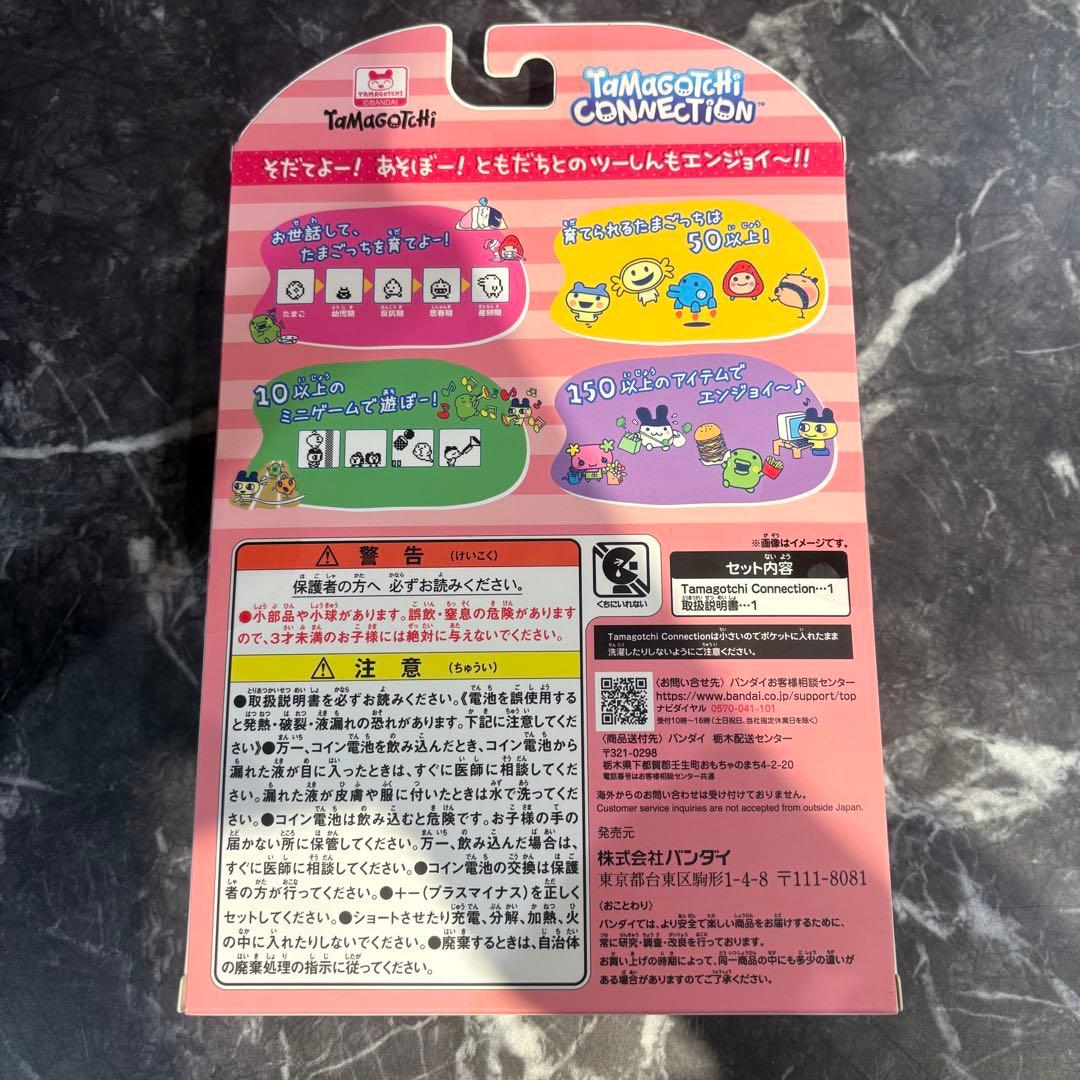 TAMAGOTCHI
©BANDAI
TAMAGOTCHI
TAMAGOTCHI
CONNECTION™
そだてよー! あそぼー! ともだちとのツーしんもエンジョイ〜!!
お世話して、
たまごっちを育てよー!
たまご 幼児期 反抗期 思春期 産卵期
育てられるたまごっちは
50以上!
10以上の
ミニゲームで遊ぼー!
150以上のアイテムで
エンジョイ〜♪
※画像はイメージです。
警告 (けいこく)
保護者の方へ 必ずお読みください。
●小部品や小球があります。誤飲・窒息の危険があります
ので、3才未満のお子様には絶対に与えないでください。
注意 (ちゅうい)
●取扱説明書を必ずお読みください。《電池を誤使用する
と発熱・破裂・液漏れの恐れがあります。下記に注意してくだ
さい》●万一、コイン電池を飲み込んだとき、コイン電池から
漏れた液が目に入ったときは、すぐに医師に相談してくだ
さい。漏れた液が皮膚や服に付いたときは水で洗ってくだ
さい。●コイン電池は飲み込むと危険です。お子様の手の
届かない所に保管してください。万一、飲み込んだ場合は、
すぐに医師に相談してください。●コイン電池の交換は保護
者の方が行ってください。●+−(プラスマイナス)を正しく
セットしてください。●ショートさせたり充電、分解、加熱、火
の中に入れたりしないでください。●廃棄するときは、自治体
の廃棄処理の指示に従ってください。
くちにいれない
セット内容
Tamagotchi Connection…1
取扱説明書…1
Tamagotchi Connectionは小さいのでポケットに入れたまま
洗濯したりしないようにご注意ください。
〈お問い合せ先〉バンダイお客様相談センター
https://www.bandai.co.jp/support/top
ナビダイヤル 0570-041-101
受付10時〜16時(土日祝日、当社指定休業日を除く)
〈商品送付先〉バンダイ 栃木配送センター
〒321-0298
栃木県下都賀郡壬生町おもちゃのまち4-2-20
電話番号はお客様相談センター共通
海外からのお問い合わせは受け付けておりません。
Customer service inquiries are not accepted from outside Japan.
発売元
株式会社バンダイ
東京都台東区駒形1-4-8 〒111-8081
〈おことわり〉
バンダイでは、より安全で楽しい商品をお届けするために、
常に研究・調査・改良を行っております。
お買い上げの時期によって、同一商品の中にも多少の違いが
ある場合がありますのでご了承ください。